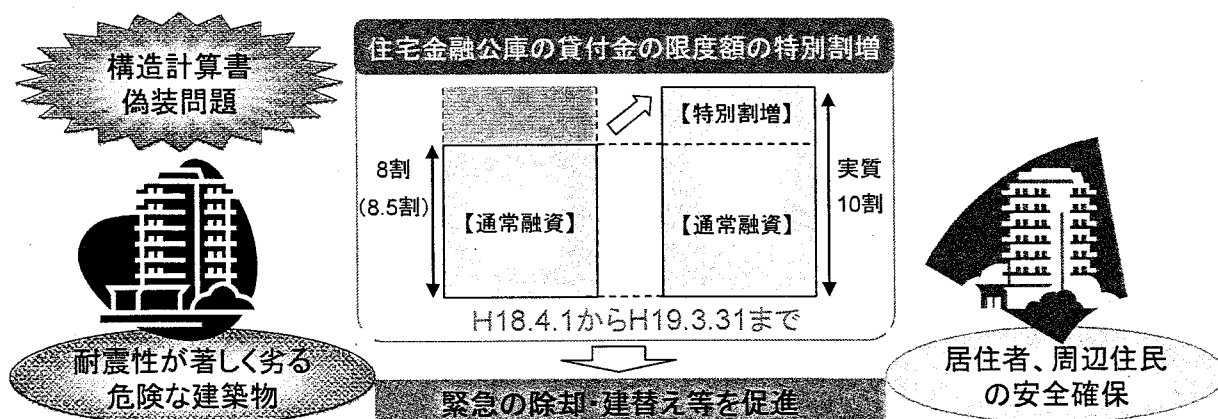 構造計算書
偽装問題
住宅金融公庫の貸付金の限度額の特別割増
8割
(8.5割)
【通常融資】
【特別割増】
【通常融資】
実質
10割
H18.4.1からH19.3.31まで
耐震性が著しく劣る
危険な建築物
緊急の除却・建替え等を促進
居住者、周辺住民
の安全確保